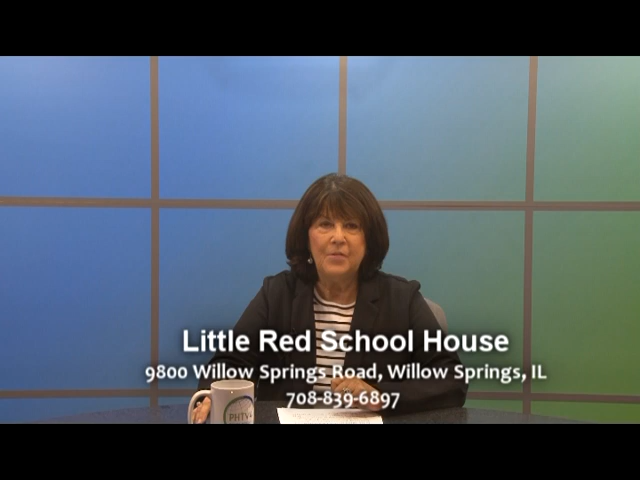 Little Red School House
9800 Willow Springs Road, Willow Springs, IL
708-839-6897